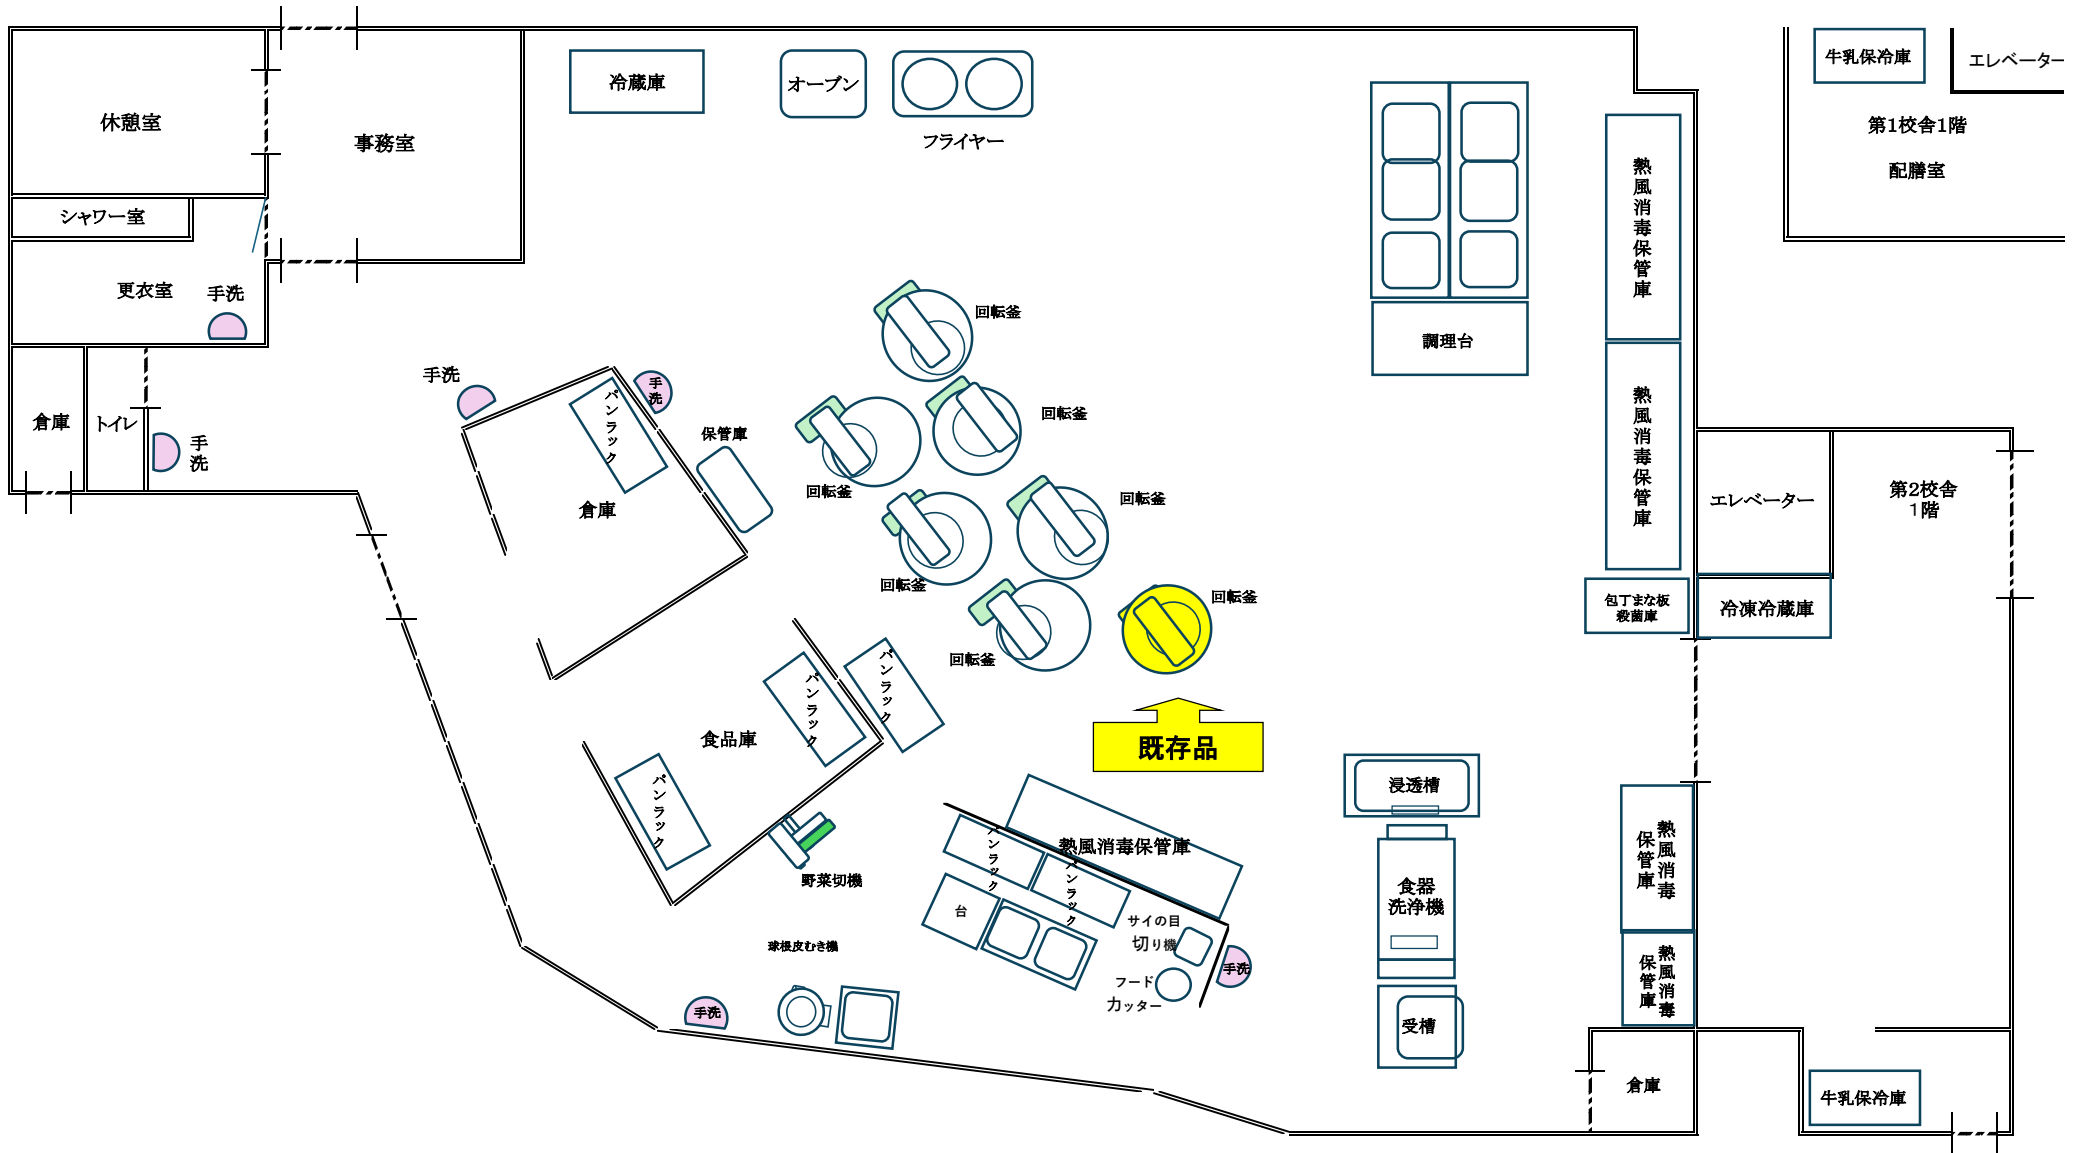 冷蔵庫
オーブン
フライヤー
牛乳保冷庫
エレベーター
第1校舎1階
配膳室
休憩室
事務室
シャワー室
更衣室
手洗
倉庫
トイレ
手洗
手洗
手洗
パンラック
倉庫
保管庫
回転釜
回転釜
回転釜
回転釜
回転釜
回転釜
回転釜
既存品
調理台
熱風消毒保管庫
熱風消毒保管庫
包丁まな板
殺菌庫
エレベーター
第2校舎
1階
冷凍冷蔵庫
パンラック
パンラック
食品庫
パンラック
野菜切機
球根皮むき機
手洗
熱風消毒保管庫
パンラック
パンラック
台
サイの目
切り機
フード
カッター
手洗
浸透槽
食器
洗浄機
受槽
熱風消毒
保管庫
熱風消毒
保管庫
倉庫
牛乳保冷庫